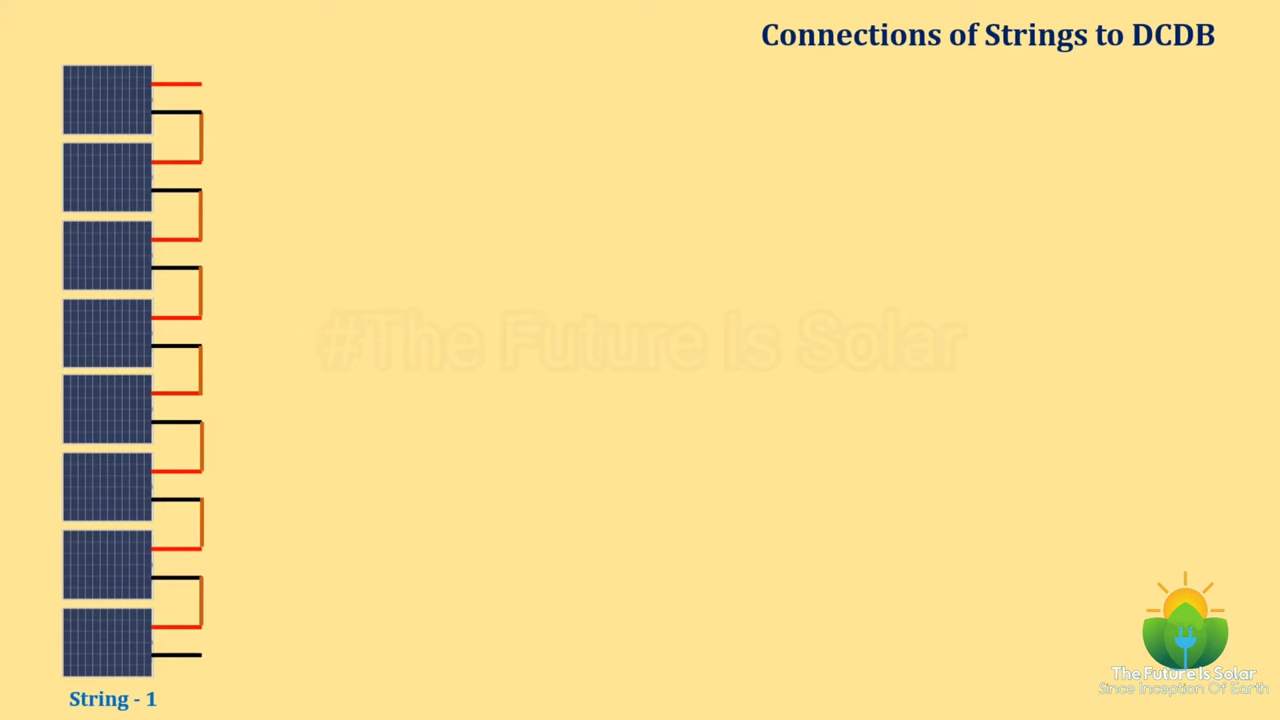 Connections of Strings to DCDB
#The Future Is Solar
String - 1
The Future Is Solar
Since Inception Of Earth